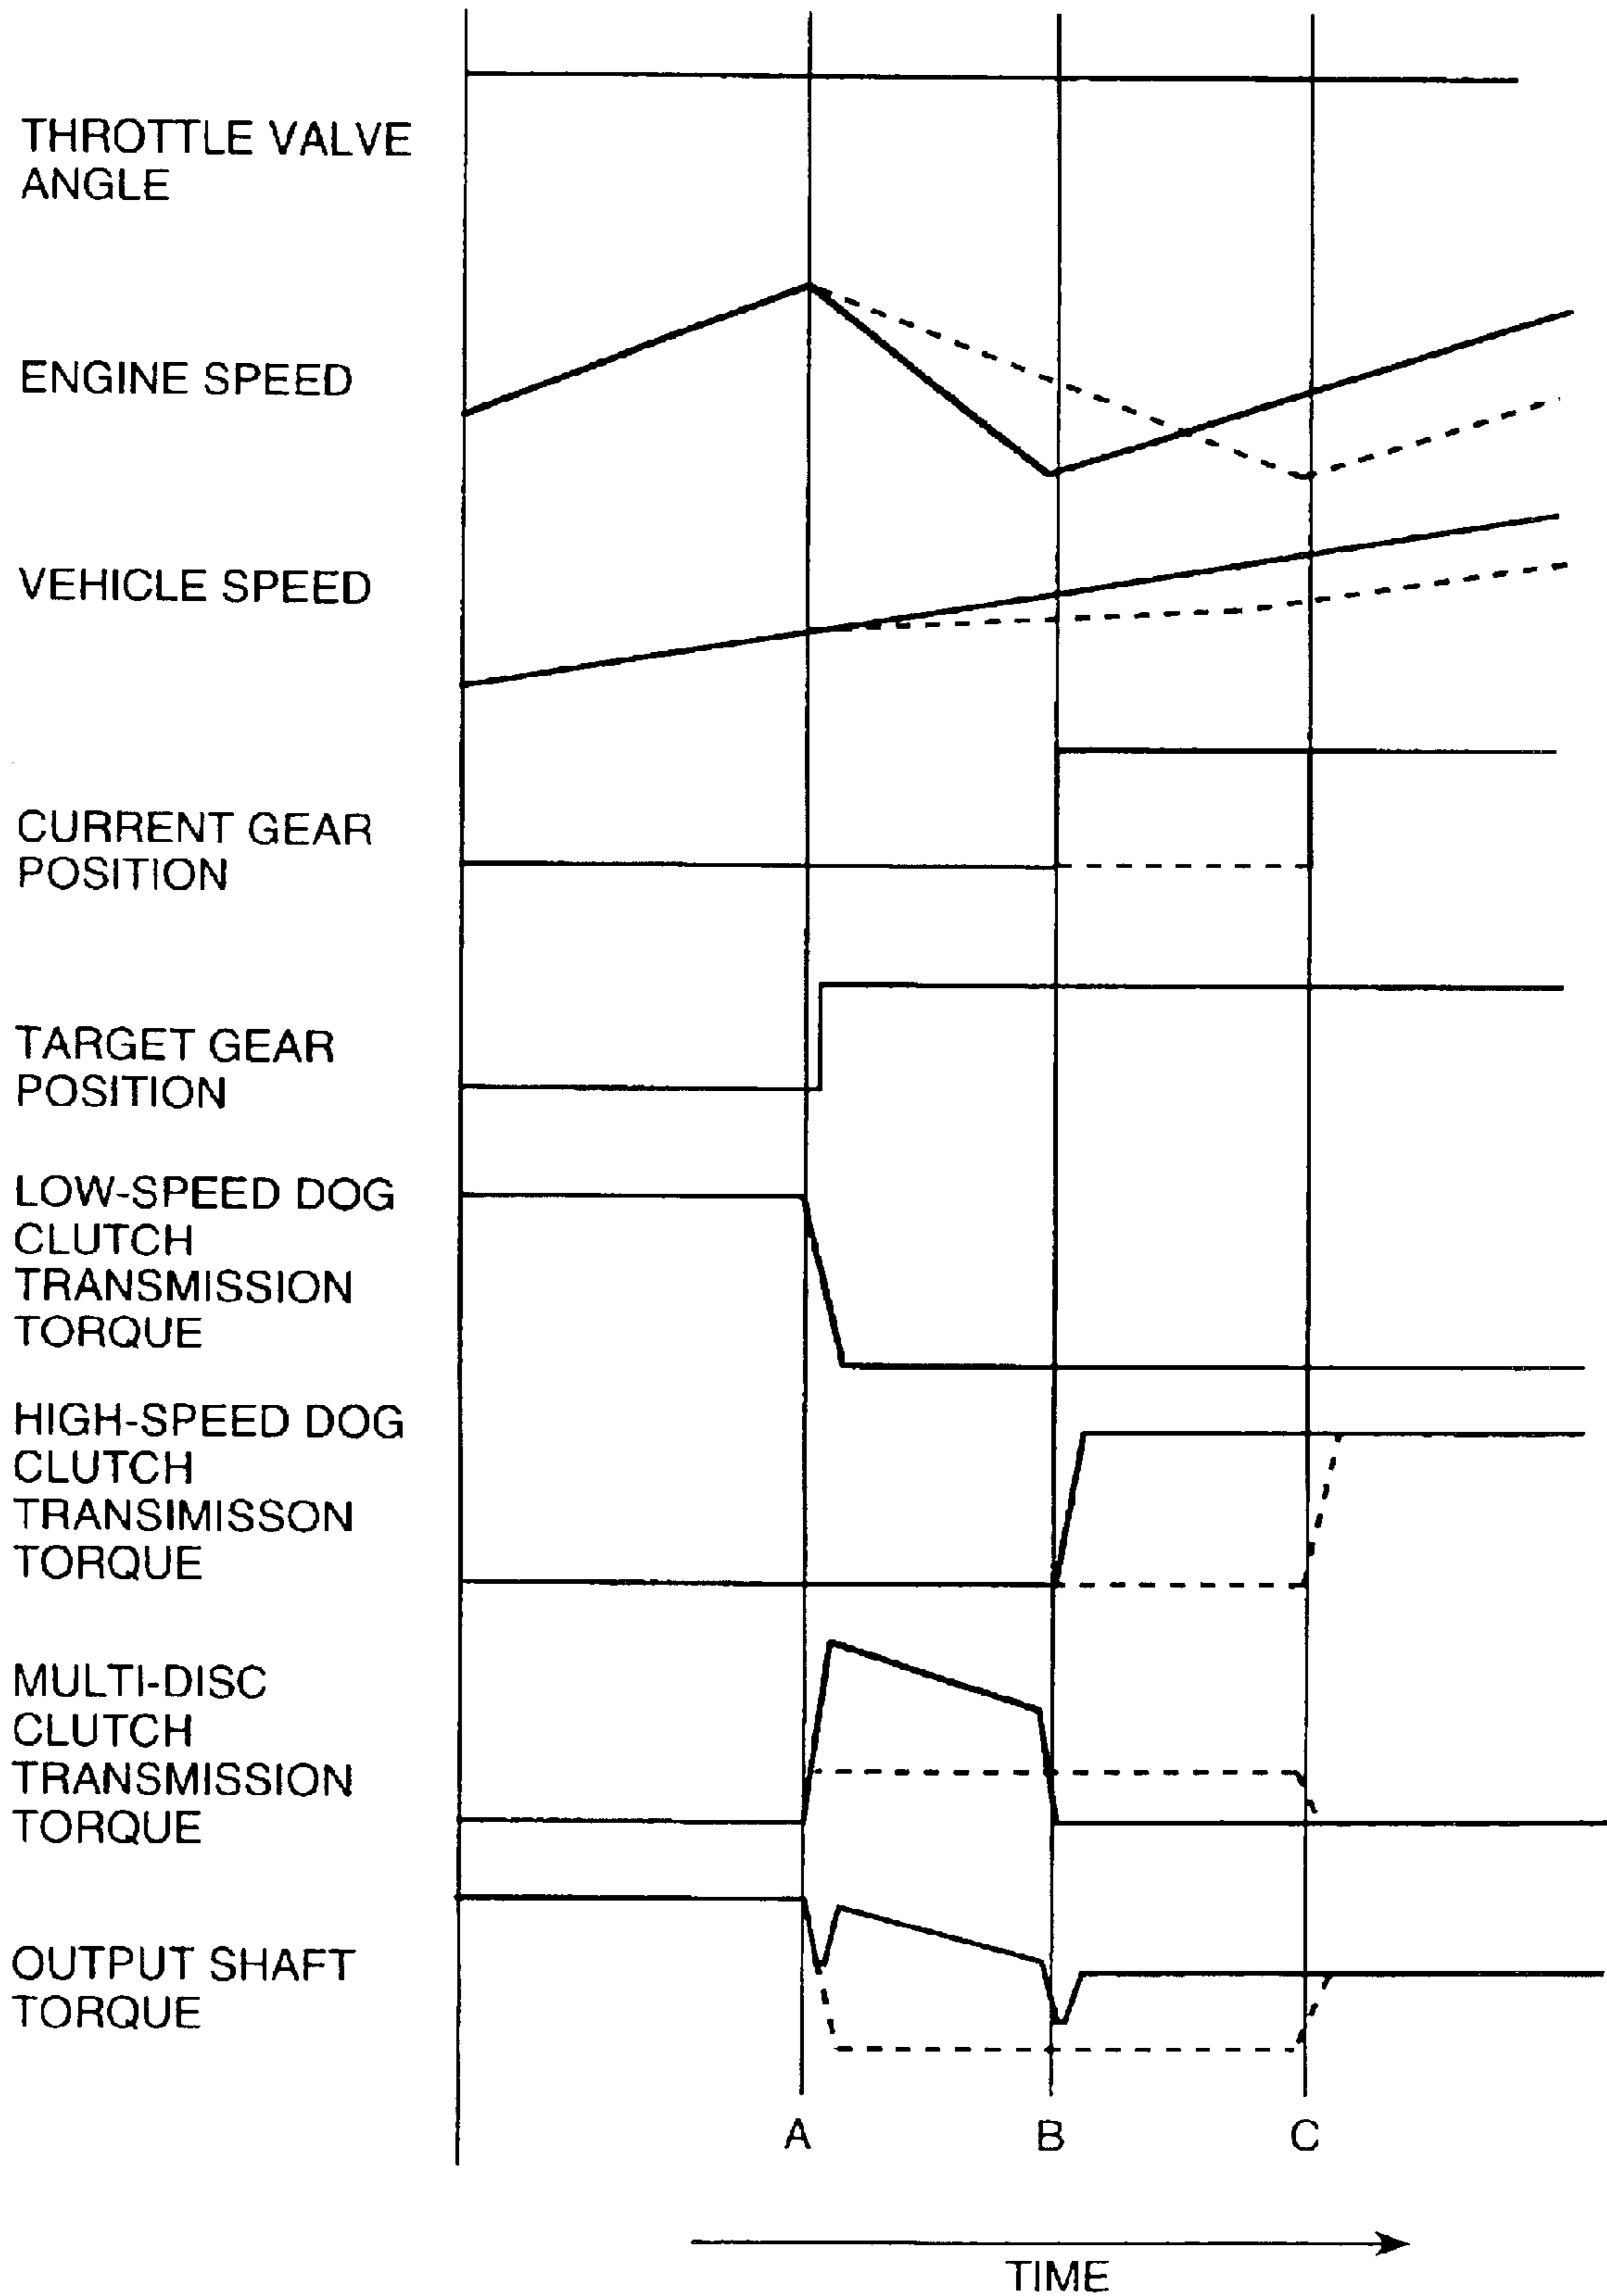 THROTTLE VALVE
ANGLE
ENGINE SPEED
VEHICLE SPEED
CURRENT GEAR
POSITION
TARGET GEAR
POSITION
LOW-SPEED DOG
CLUTCH
TRANSMISSION
TORQUE
HIGH-SPEED DOG
CLUTCH
TRANSIMISSON
TORQUE
MULTI-DISC
CLUTCH
TRANSMISSION
TORQUE
OUTPUT SHAFT
TORQUE
A B C
TIME